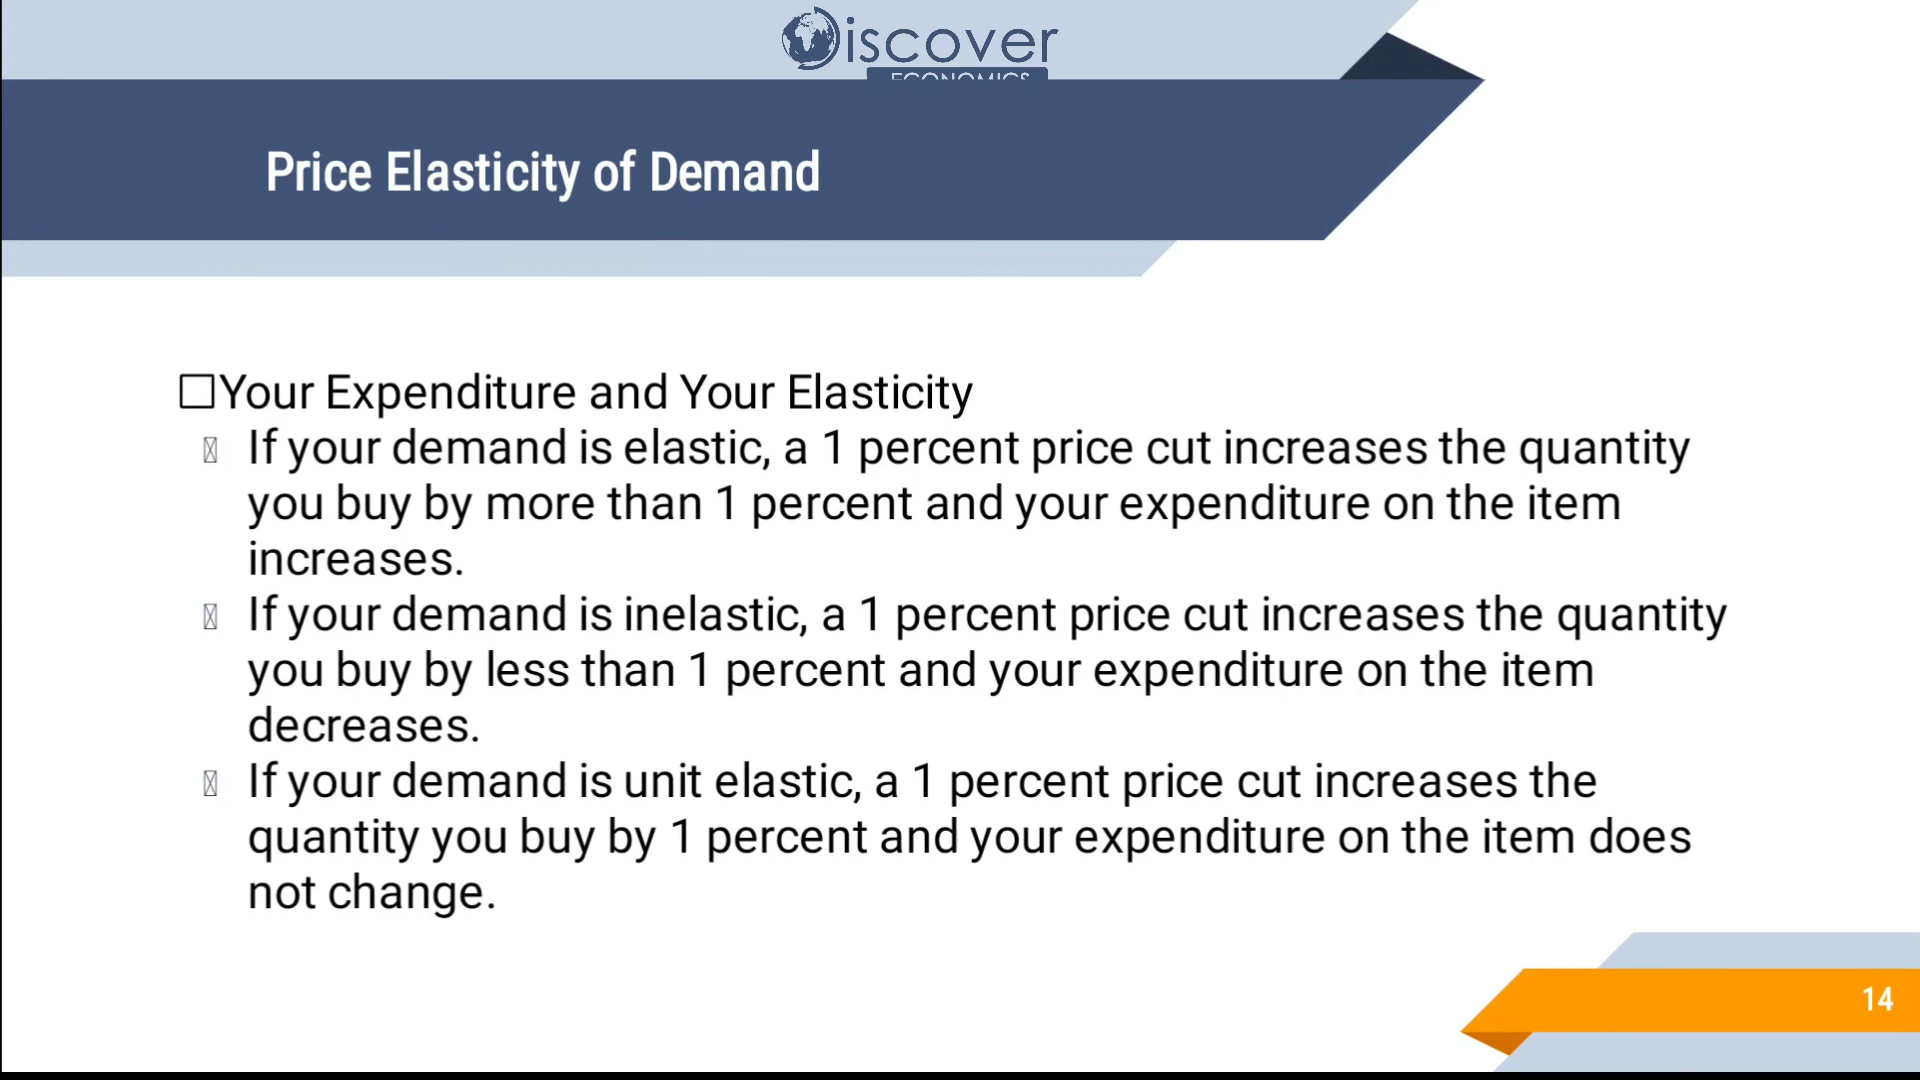 Discover
ECONOMICS
Price Elasticity of Demand
Your Expenditure and Your Elasticity
If your demand is elastic, a 1 percent price cut increases the quantity
you buy by more than 1 percent and your expenditure on the item
increases.
If your demand is inelastic, a 1 percent price cut increases the quantity
you buy by less than 1 percent and your expenditure on the item
decreases.
If your demand is unit elastic, a 1 percent price cut increases the
quantity you buy by 1 percent and your expenditure on the item does
not change.
14